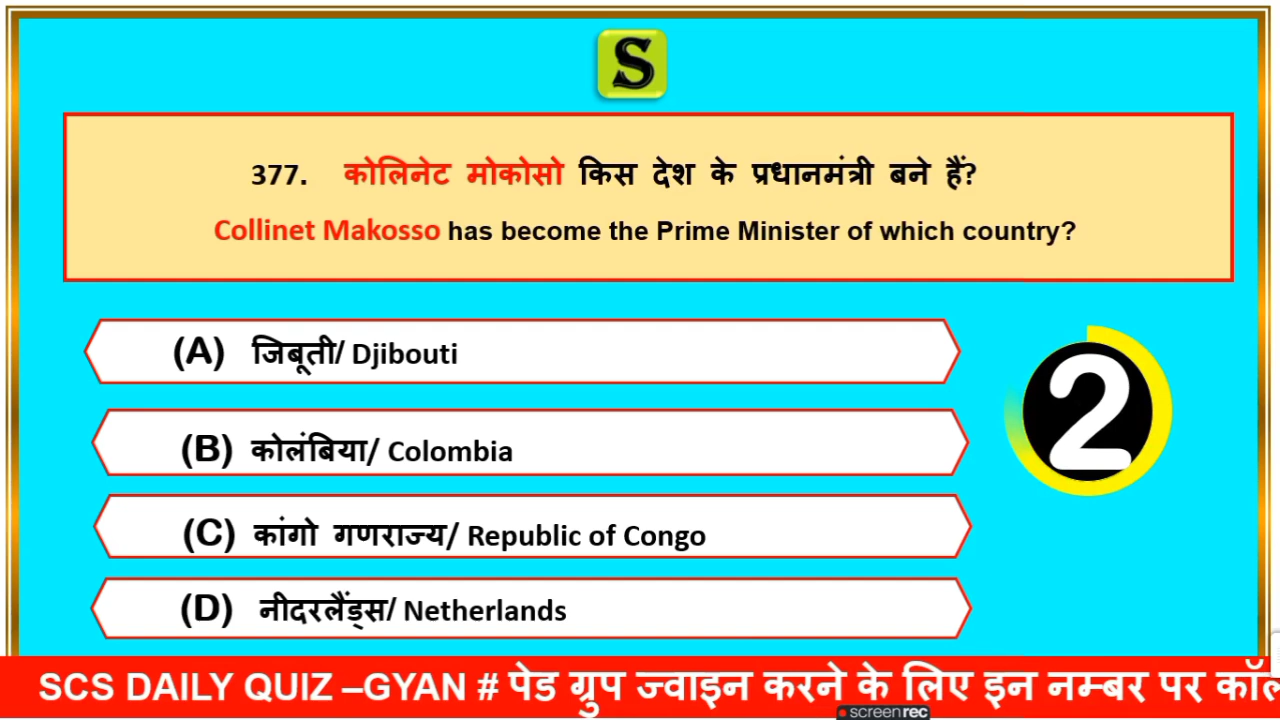 S
377. कोलिनेट मोकोसो किस देश के प्रधानमंत्री बने हैं?
Collinet Makosso has become the Prime Minister of which country?
(A) जिबूती/ Djibouti
(B) कोलंबिया/ Colombia
2
(C) कांगो गणराज्य/ Republic of Congo
(D) नीदरलैंड्स/ Netherlands
SCS DAILY QUIZ –GYAN # पेड ग्रुप ज्वाइन करने के लिए इन नम्बर पर
screenrec